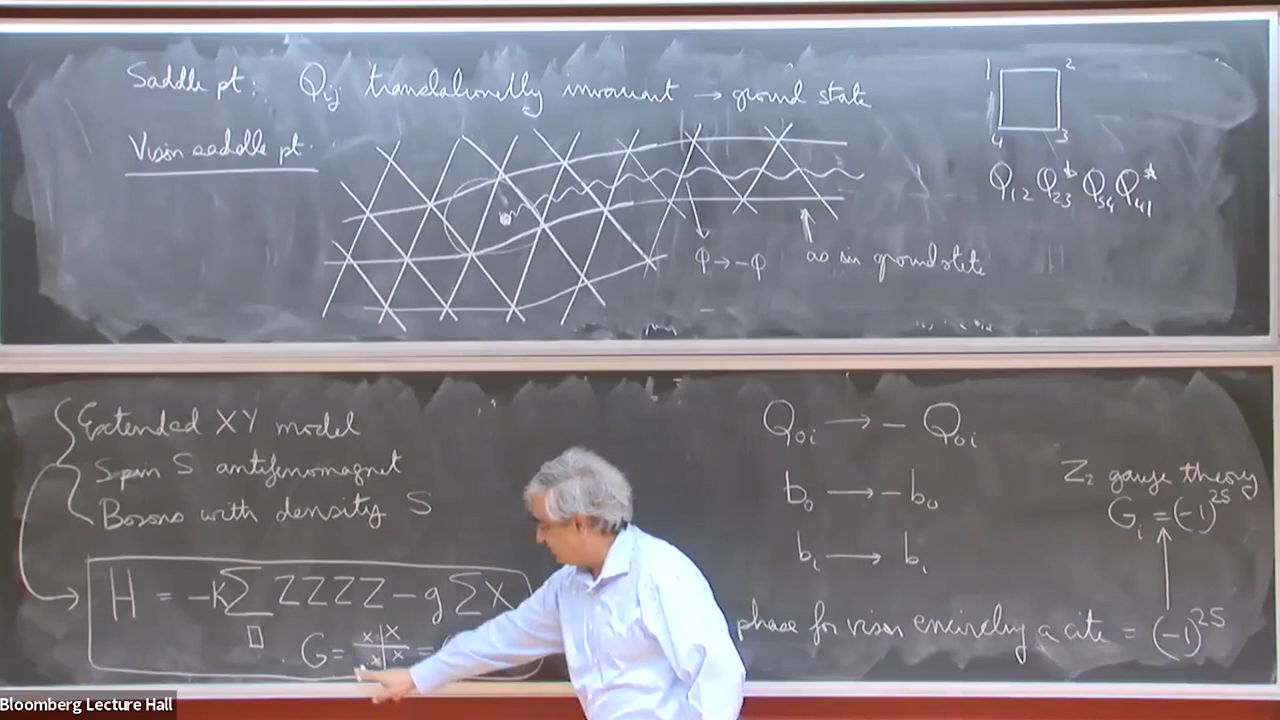 Saddle pt: Q_ij translationally invariant → ground state
Vison saddle pt.
1 2
4 3
Q_12 Q_23^* Q_34 Q_41^*
φ → -φ as in ground state
{ Extended XY model
Spin S antiferromagnet
Bosons with density S
H = -K∑ ZZZZ - g ∑ X
□
G = X X X X =
Q_0i → - Q_0i
b_0 → - b_0
b_i → b_i
Z_2 gauge theory
G_i = (-1)^2S
phase for vison encircling a site = (-1)^2S
Bloomberg Lecture Hall